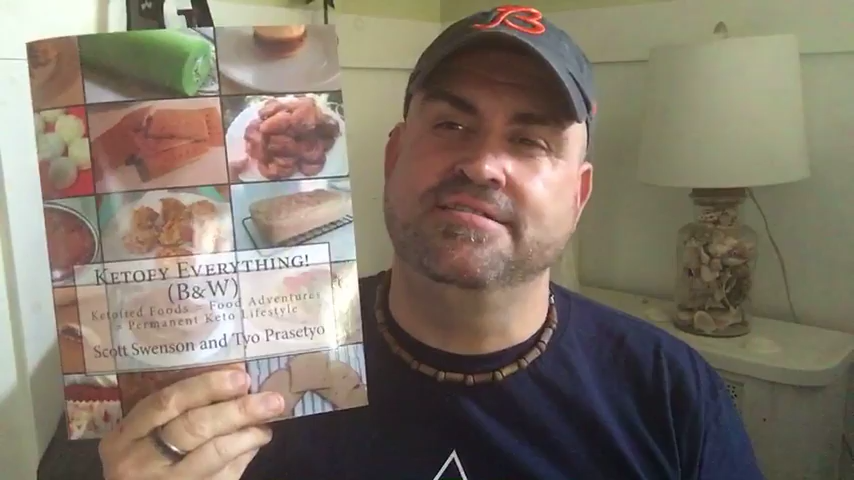 B
KETOFY EVERYTHING!
(B&W)
Ketofied Foods = Food Adventures
= Permanent Keto Lifestyle
Scott Swenson and Tyo Prasetyo